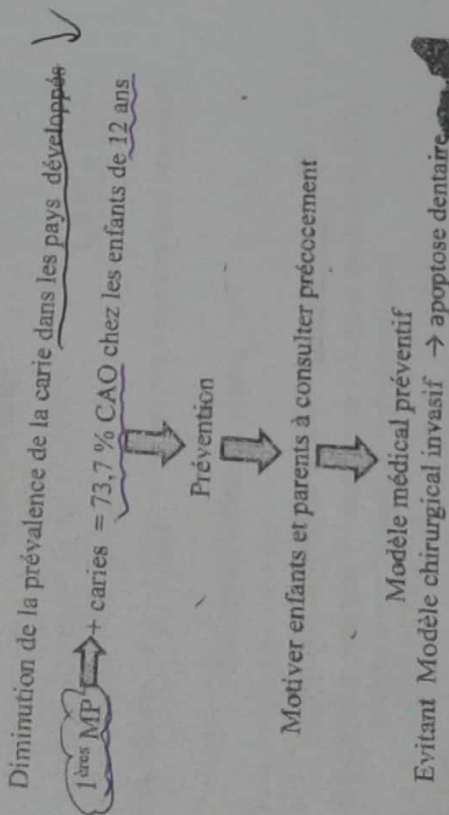 Diminution de la prévalence de la carie dans les pays développés
1ères MP + caries = 73,7 % CAO chez les enfants de 12 ans
Prévention
Motiver enfants et parents à consulter précocement
Modèle médical préventif
Evitant Modèle chirurgical invasif → apoptose dentaire